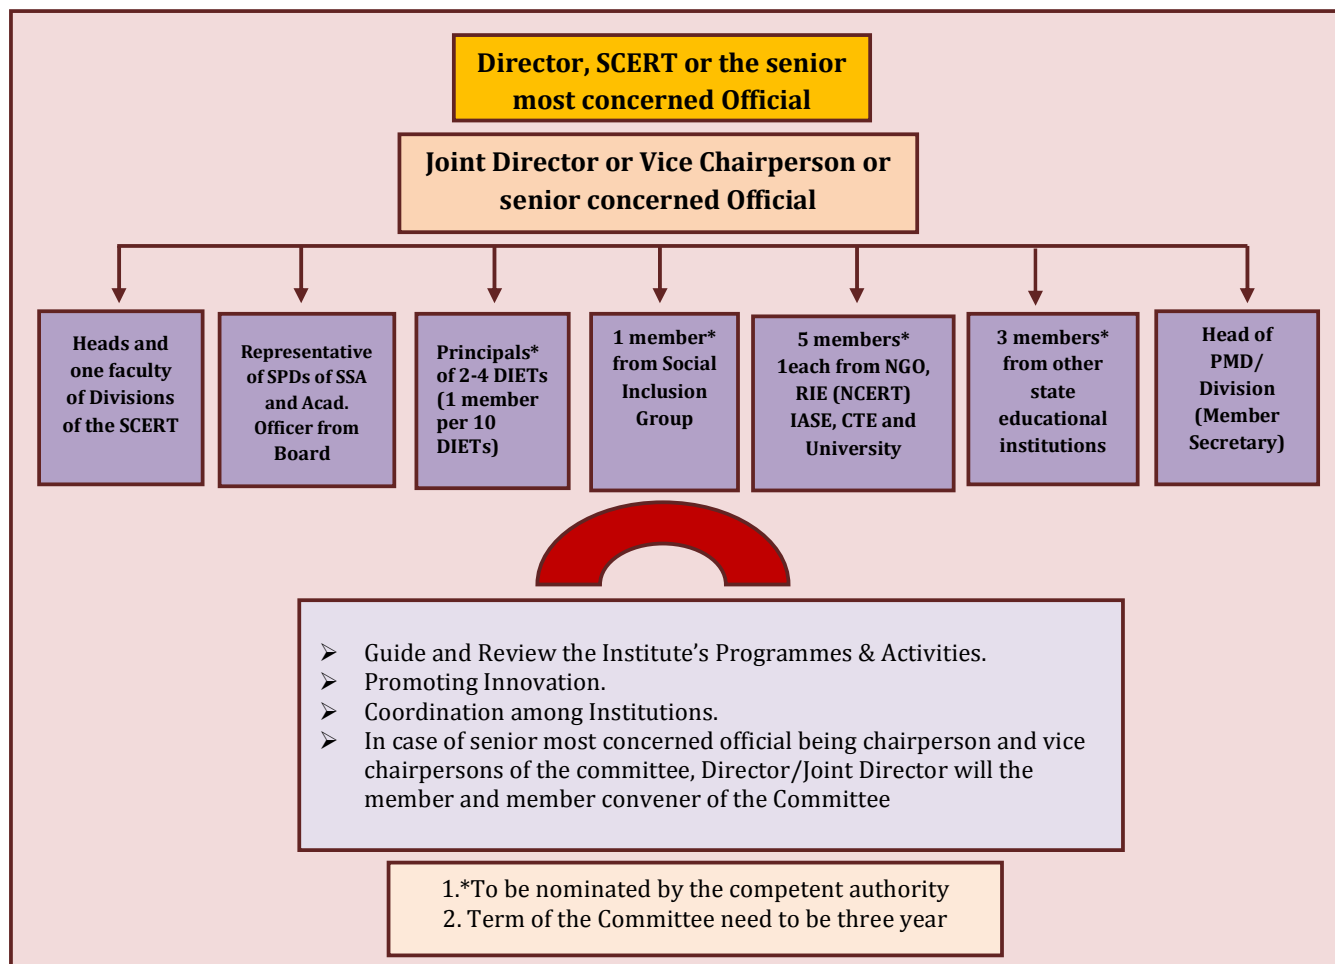 Director, SCERT or the senior
most concerned Official
Joint Director or Vice Chairperson or
senior concerned Official
Heads and
one faculty
of Divisions
of the SCERT
Representative
of SPDs of SSA
and Acad.
Officer from
Board
Principals*
of 2-4 DIETs
(1 member
per 10
DIETs)
1 member*
from Social
Inclusion
Group
5 members*
1each from NGO,
RIE (NCERT)
IASE, CTE and
University
3 members*
from other
state
educational
institutions
Head of
PMD/
Division
(Member
Secretary)
➢ Guide and Review the Institute’s Programmes & Activities.
➢ Promoting Innovation.
➢ Coordination among Institutions.
➢ In case of senior most concerned official being chairperson and vice
chairpersons of the committee, Director/Joint Director will the
member and member convener of the Committee
1.*To be nominated by the competent authority
2. Term of the Committee need to be three year